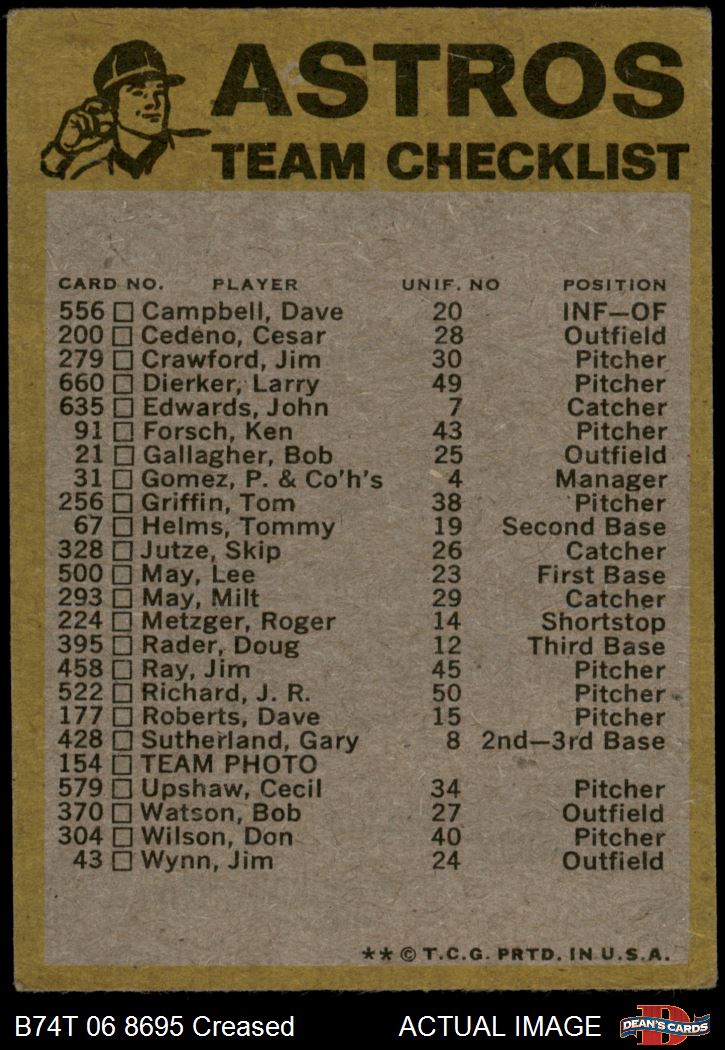 ASTROS
TEAM CHECKLIST
CARD NO. PLAYER UNIF. NO POSITION
556 □ Campbell, Dave 20 INF—OF
200 □ Cedeno, Cesar 28 Outfield
279 □ Crawford, Jim 30 Pitcher
660 □ Dierker, Larry 49 Pitcher
635 □ Edwards, John 7 Catcher
91 □ Forsch, Ken 43 Pitcher
21 □ Gallagher, Bob 25 Outfield
31 □ Gomez, P. & Co'h's 4 Manager
256 □ Griffin, Tom 38 Pitcher
67 □ Helms, Tommy 19 Second Base
328 □ Jutze, Skip 26 Catcher
500 □ May, Lee 23 First Base
293 □ May, Milt 29 Catcher
224 □ Metzger, Roger 14 Shortstop
395 □ Rader, Doug 12 Third Base
458 □ Ray, Jim 45 Pitcher
522 □ Richard, J. R. 50 Pitcher
177 □ Roberts, Dave 15 Pitcher
428 □ Sutherland, Gary 8 2nd—3rd Base
154 □ TEAM PHOTO
579 □ Upshaw, Cecil 34 Pitcher
370 □ Watson, Bob 27 Outfield
304 □ Wilson, Don 40 Pitcher
43 □ Wynn, Jim 24 Outfield
** © T.C.G. PRTD. IN U.S.A.
B74T 06 8695 Creased ACTUAL IMAGE
D
DEAN'S CARDS